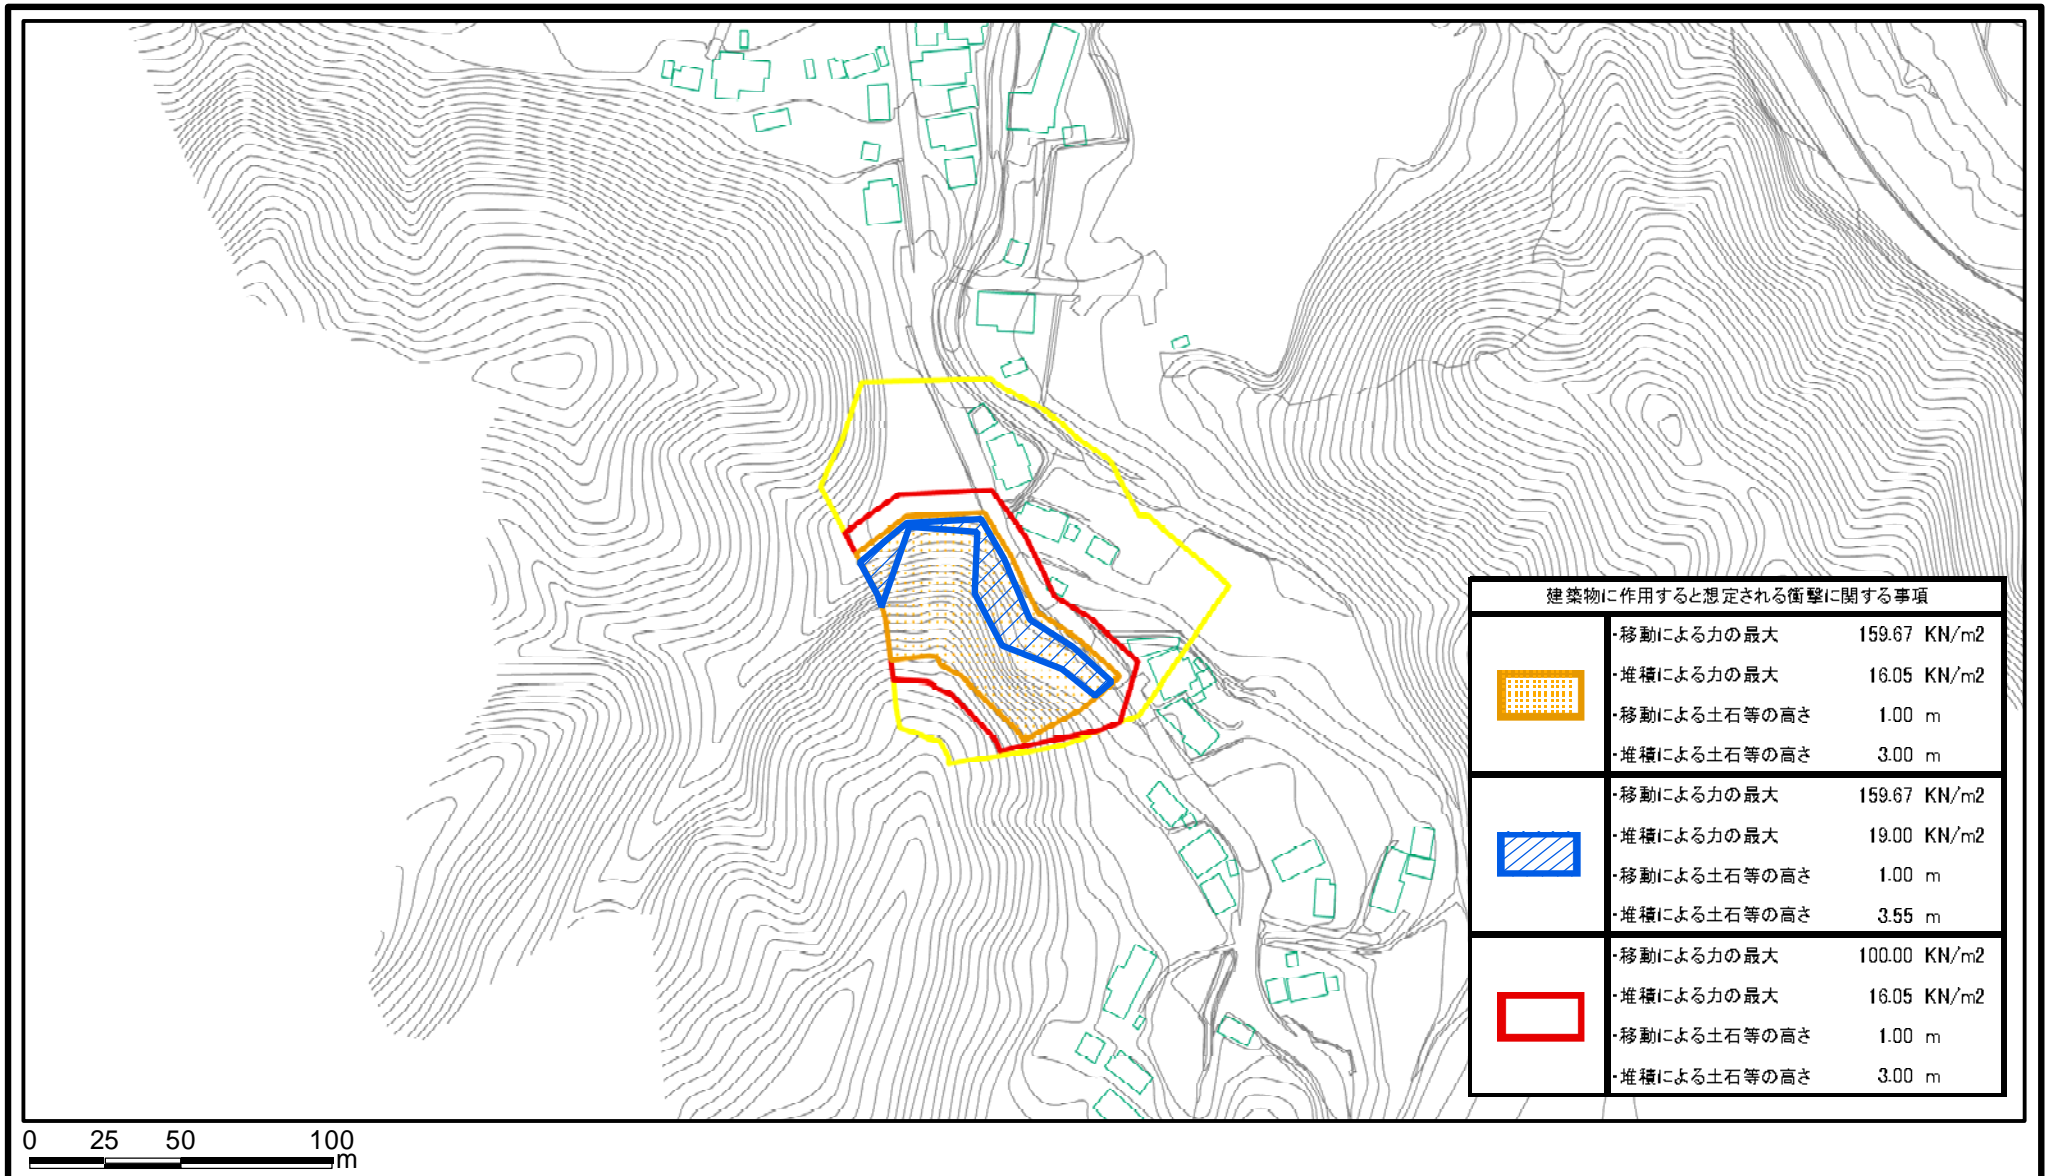 建築物に作用すると想定される衝撃に関する事項
・移動による力の最大 159.67 KN/m2
・堆積による力の最大 16.05 KN/m2
・移動による土石等の高さ 1.00 m
・堆積による土石等の高さ 3.00 m
・移動による力の最大 159.67 KN/m2
・堆積による力の最大 19.00 KN/m2
・移動による土石等の高さ 1.00 m
・堆積による土石等の高さ 3.55 m
・移動による力の最大 100.00 KN/m2
・堆積による力の最大 16.05 KN/m2
・移動による土石等の高さ 1.00 m
・堆積による土石等の高さ 3.00 m
0 25 50 100
m